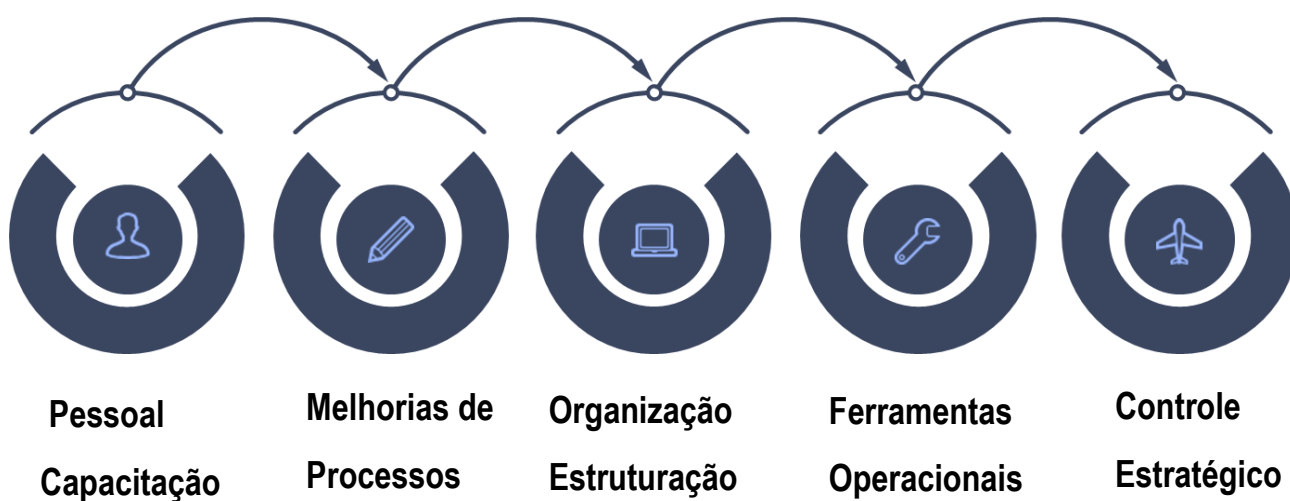 Pessoal
Capacitação
Melhorias de
Processos
Organização
Estruturação
Ferramentas
Operacionais
Controle
Estratégico